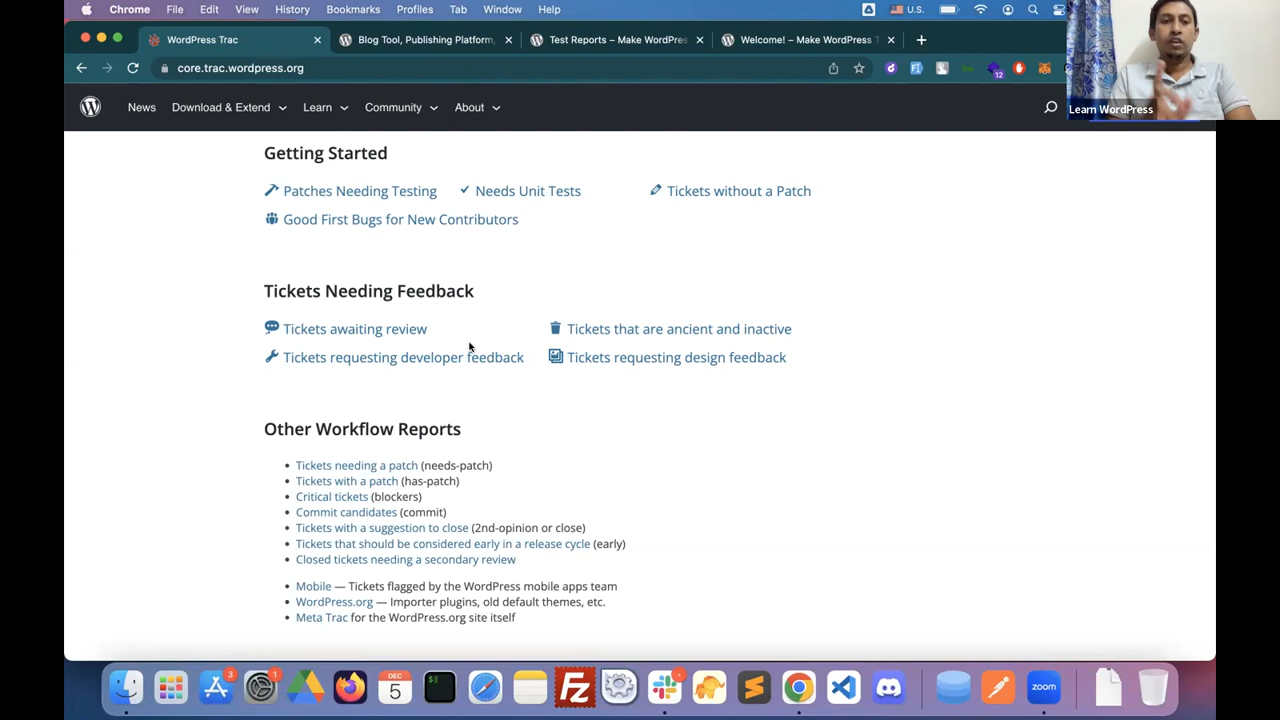 Chrome File Edit View History Bookmarks Profiles Tab Window Help U.S.
WordPress Trac Blog Tool, Publishing Platform, Test Reports – Make WordPres Welcome! – Make WordPress T
core.trac.wordpress.org 12
News Download & Extend Learn Community About
Learn WordPress
Getting Started
Patches Needing Testing Needs Unit Tests Tickets without a Patch
Good First Bugs for New Contributors
Tickets Needing Feedback
Tickets awaiting review Tickets that are ancient and inactive
Tickets requesting developer feedback Tickets requesting design feedback
Other Workflow Reports
Tickets needing a patch (needs-patch)
Tickets with a patch (has-patch)
Critical tickets (blockers)
Commit candidates (commit)
Tickets with a suggestion to close (2nd-opinion or close)
Tickets that should be considered early in a release cycle (early)
Closed tickets needing a secondary review
Mobile — Tickets flagged by the WordPress mobile apps team
WordPress.org — Importer plugins, old default themes, etc.
Meta Trac for the WordPress.org site itself
3 1 DEC 5 Fz zoom